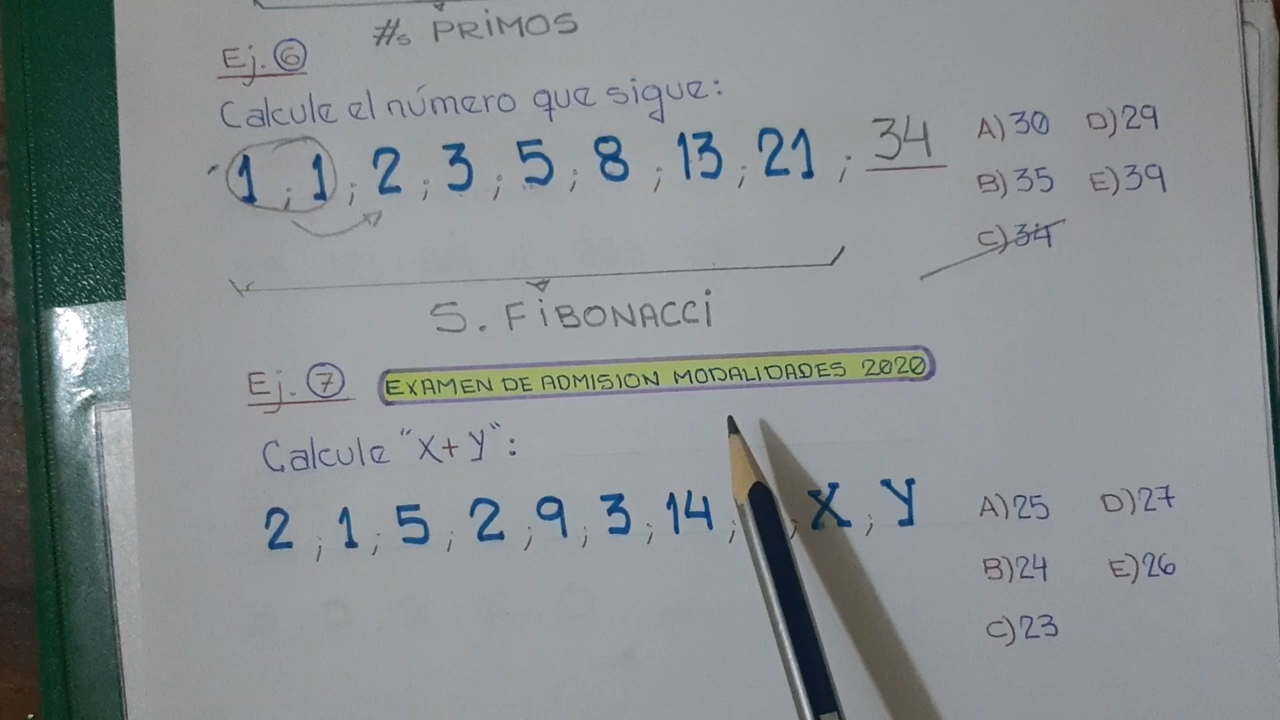 #s PRIMOS
Ej. 6
Calcule el número que sigue:
1 ; 1 ; 2 ; 3 ; 5 ; 8 ; 13 ; 21 ; 34
A) 30 D) 29
B) 35 E) 39
C) 34
S. FIBONACCI
Ej. 7 EXAMEN DE ADMISION MODALIDADES 2020
Calcule "x+y":
2 ; 1 ; 5 ; 2 ; 9 ; 3 ; 14 ; ; X ; Y
A) 25 D) 27
B) 24 E) 26
C) 23